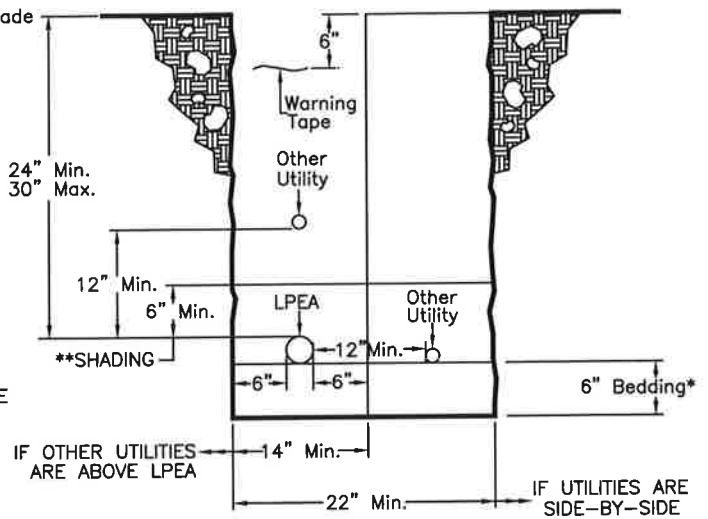 ade
6"
Warning
Tape
24" Min.
30" Max.
Other
Utility
12" Min.
6" Min.
LPEA
Other
Utility
12" Min.
**SHADING
6"
6"
6" Bedding*
E
IF OTHER UTILITIES
ARE ABOVE LPEA
14" Min.
22" Min.
IF UTILITIES ARE
SIDE-BY-SIDE